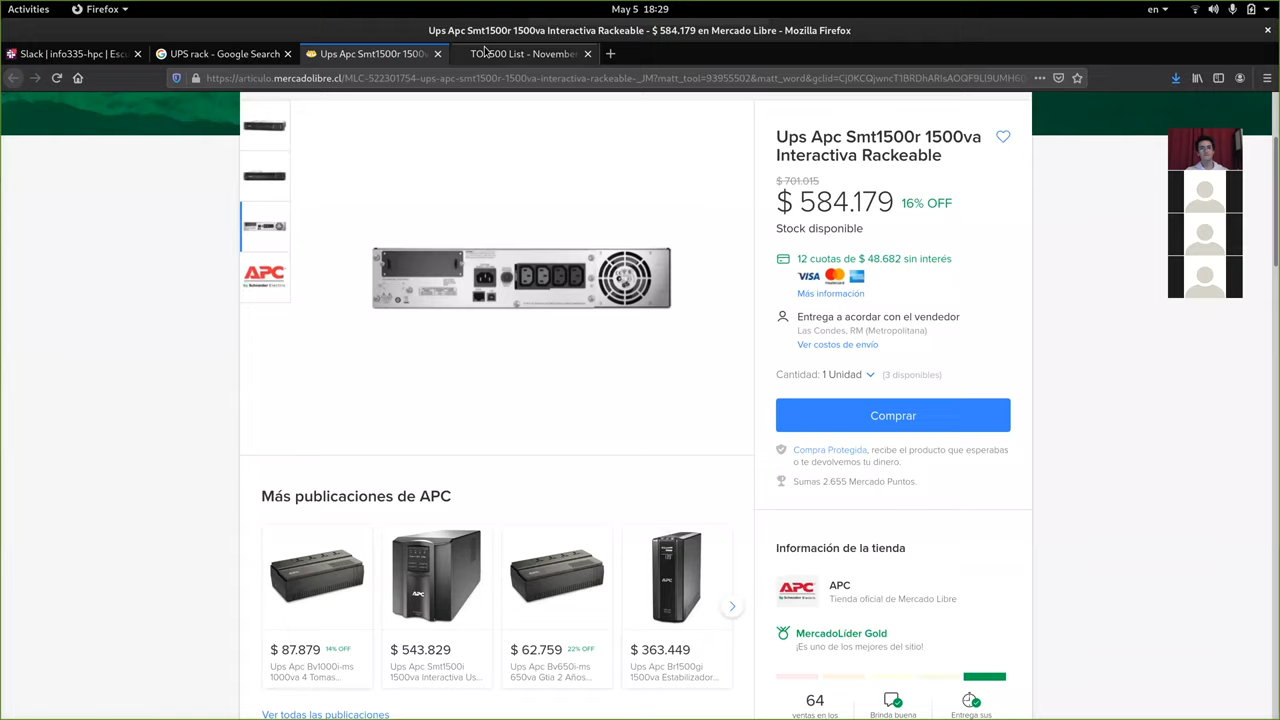 Activities
Firefox
May 5 18:29
en
Ups Apc Smt1500r 1500va Interactiva Rackeable - $ 584.179 en Mercado Libre - Mozilla Firefox
Slack | info335-hpc | Esc
UPS rack - Google Search
Ups Apc Smt1500r 1500v
TOP500 List - November
https://articulo.mercadolibre.cl/MLC-522301754-ups-apc-smt1500r-1500va-interactiva-rackeable-_JM?matt_tool=93955502&matt_word&gclid=
Ups Apc Smt1500r 1500va
Interactiva Rackeable
$ 701.015
$ 584.179 16% OFF
Stock disponible
12 cuotas de $ 48.682 sin interés
VISA
Más información
Entrega a acordar con el vendedor
Las Condes, RM (Metropolitana)
Ver costos de envío
Cantidad: 1 Unidad (3 disponibles)
Comprar
Compra Protegida, recibe el producto que esperabas
o te devolvemos tu dinero.
Sumas 2.655 Mercado Puntos.
APC
by Schneider Electric
Más publicaciones de APC
APC
APC
$ 87.879 14% OFF
Ups Apc Bv1000i-ms
1000va 4 Tomas...
$ 543.829
Ups Apc Smt1500i
1500va Interactiva Us...
$ 62.759 22% OFF
Ups Apc Bv650i-ms
650va Gtia 2 Años...
$ 363.449
Ups Apc Br1500gi
1500va Estabilizador...
Ver todas las publicaciones
Información de la tienda
APC
by Schneider Electric
APC
Tienda oficial de Mercado Libre
MercadoLíder Gold
¡Es uno de los mejores del sitio!
64
ventas en los
Brinda buena
Entrega sus